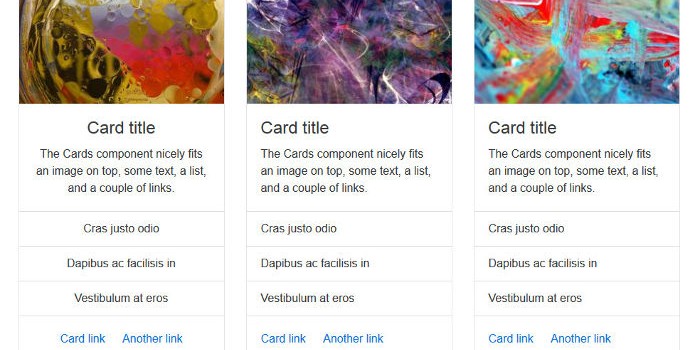 Card title
The Cards component nicely fits
an image on top, some text, a list,
and a couple of links.
Cras justo odio
Dapibus ac facilisis in
Vestibulum at eros
Card link Another link
Card title
The Cards component nicely fits
an image on top, some text, a list,
and a couple of links.
Cras justo odio
Dapibus ac facilisis in
Vestibulum at eros
Card link Another link
Card title
The Cards component nicely fits
an image on top, some text, a list,
and a couple of links.
Cras justo odio
Dapibus ac facilisis in
Vestibulum at eros
Card link Another link